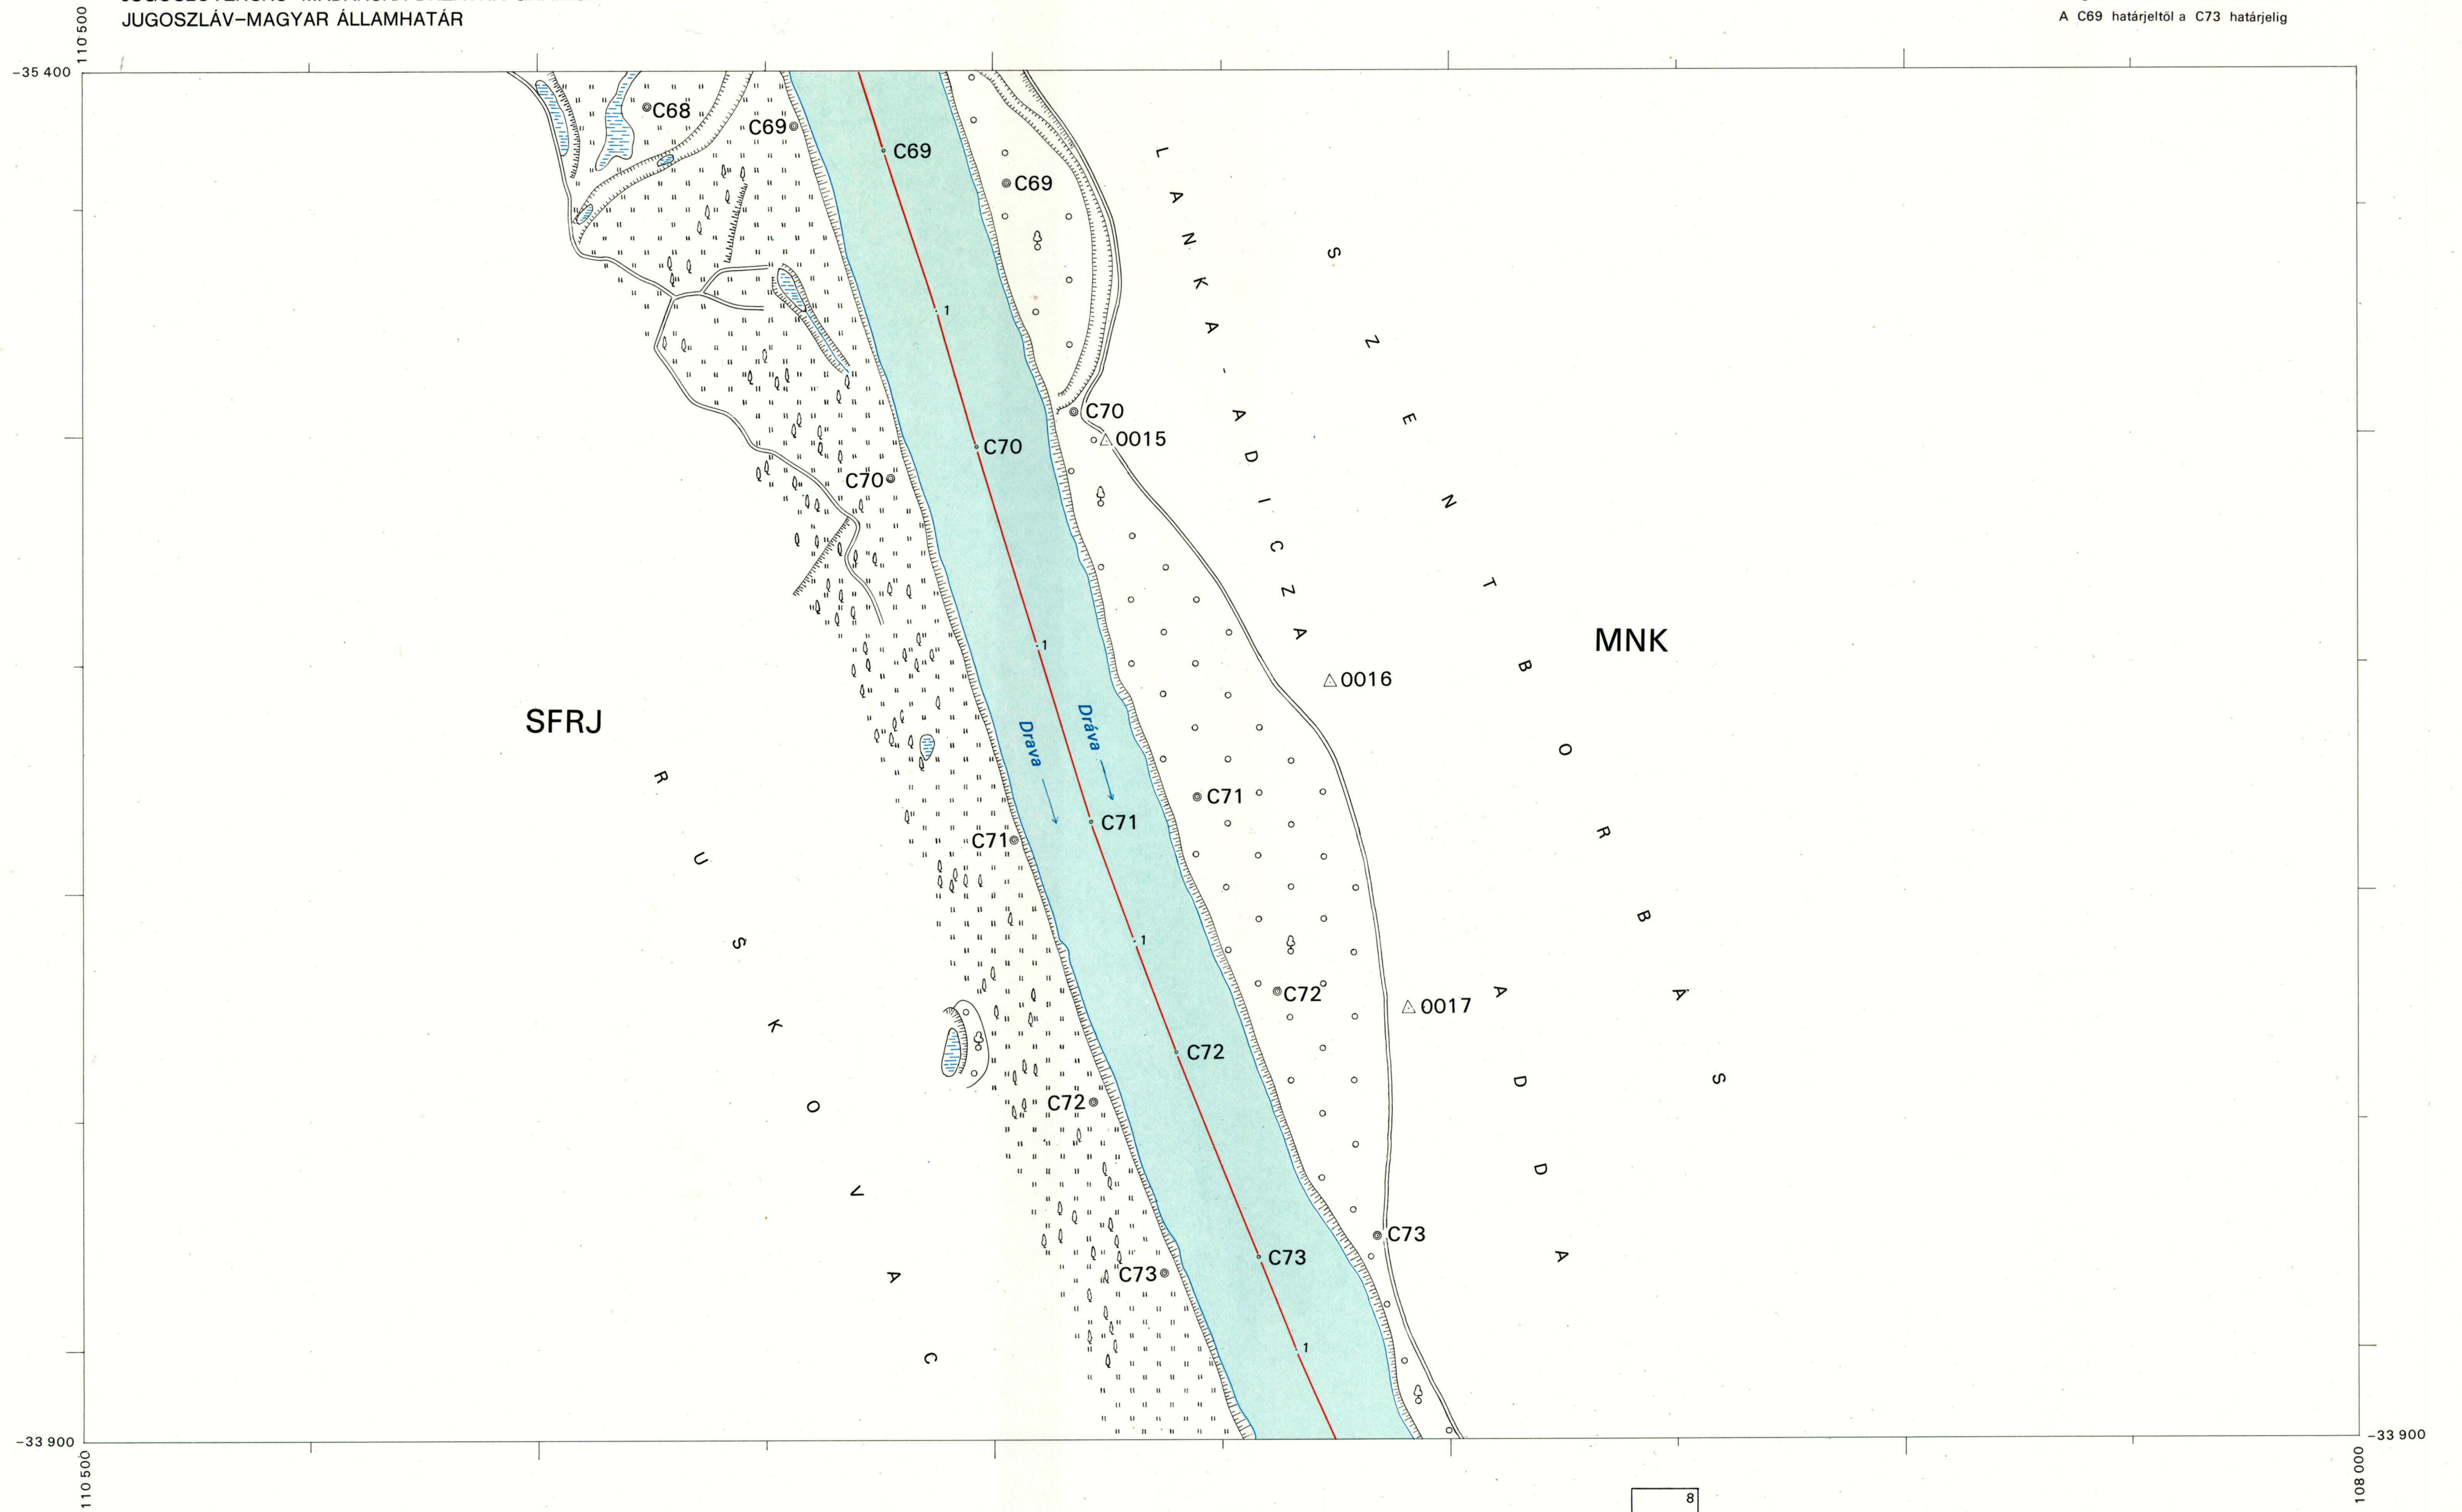 JUGOSZLÁV–MAGYAR ÁLLAMHATÁR
A C69 határjeltől a C73 határjelig
110 500
-35 400
C68
C69
C69
C69
1
C70
0015
C70
C70
1
LANKA-ADICZA
SZENTBORBÁS
MNK
0016
SFRJ
Drava
Dráva
C71
C71
C71
1
RUSKOVAC
C72
0017
C72
C72
ADDA
C73
C73
C73
1
-33 900
-33 900
110 500
108 000
8